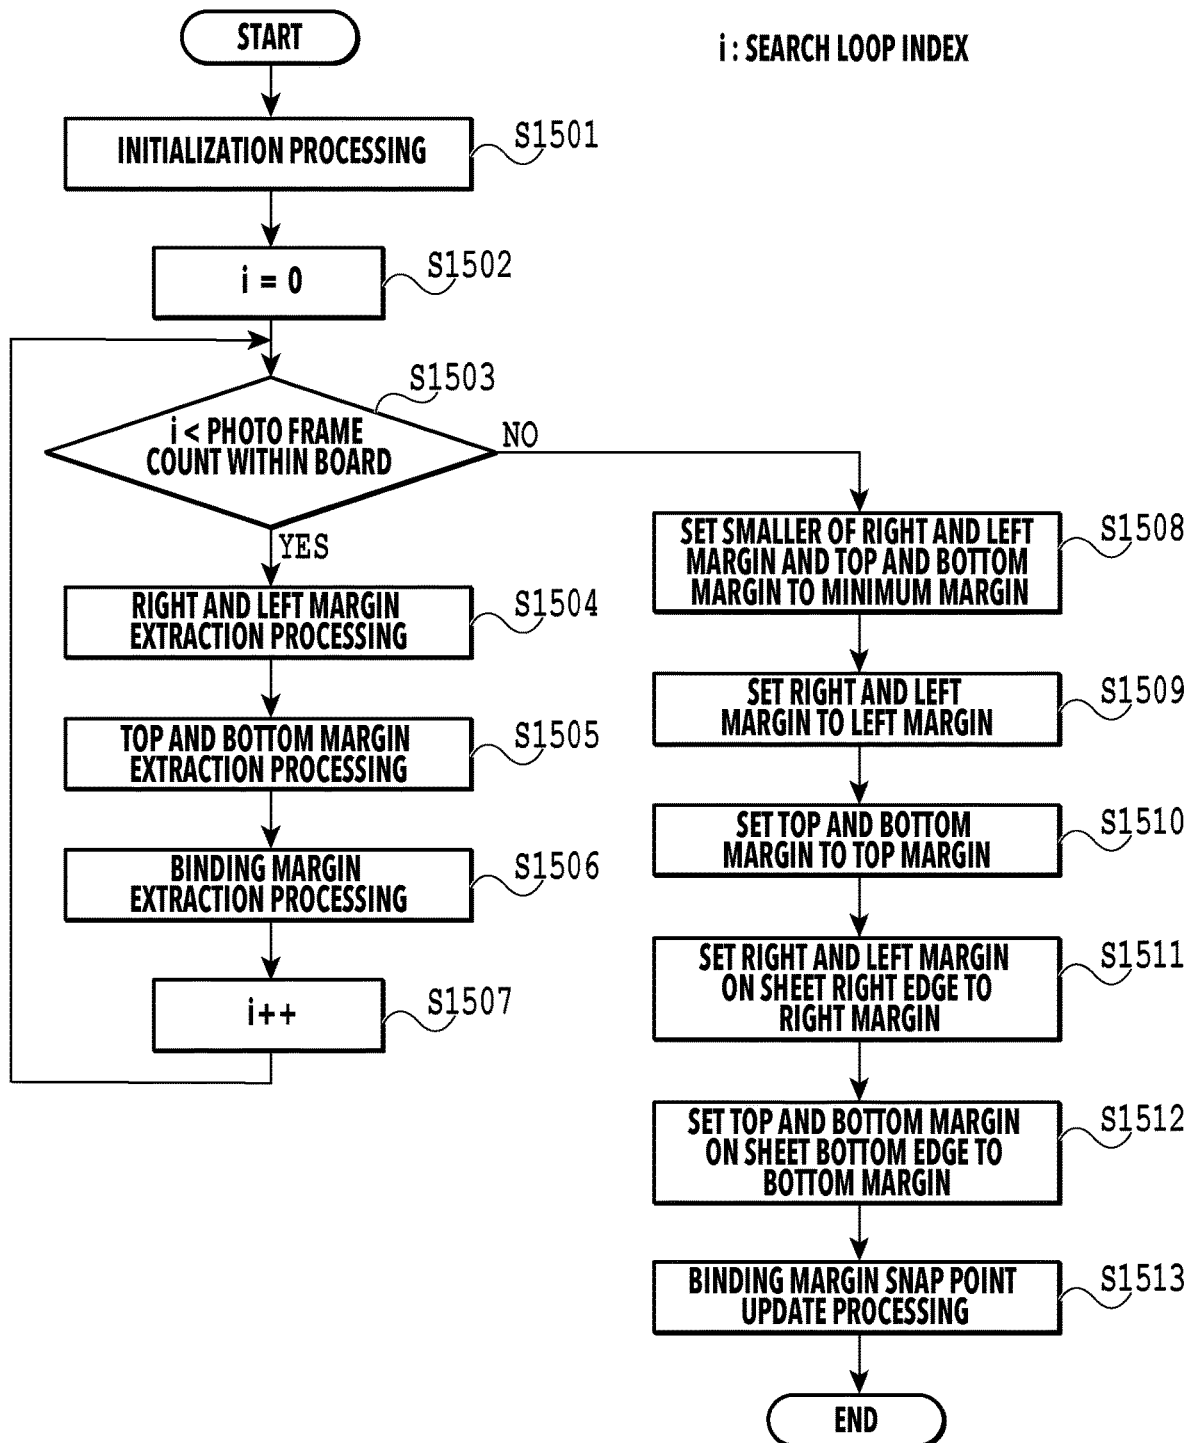 START
i : SEARCH LOOP INDEX
INITIALIZATION PROCESSING
S1501
i = 0
S1502
S1503
i < PHOTO FRAME
COUNT WITHIN BOARD
NO
YES
RIGHT AND LEFT MARGIN
EXTRACTION PROCESSING
S1504
TOP AND BOTTOM MARGIN
EXTRACTION PROCESSING
S1505
BINDING MARGIN
EXTRACTION PROCESSING
S1506
i++
S1507
SET SMALLER OF RIGHT AND LEFT
MARGIN AND TOP AND BOTTOM
MARGIN TO MINIMUM MARGIN
S1508
SET RIGHT AND LEFT
MARGIN TO LEFT MARGIN
S1509
SET TOP AND BOTTOM
MARGIN TO TOP MARGIN
S1510
SET RIGHT AND LEFT MARGIN
ON SHEET RIGHT EDGE TO
RIGHT MARGIN
S1511
SET TOP AND BOTTOM MARGIN
ON SHEET BOTTOM EDGE TO
BOTTOM MARGIN
S1512
BINDING MARGIN SNAP POINT
UPDATE PROCESSING
S1513
END